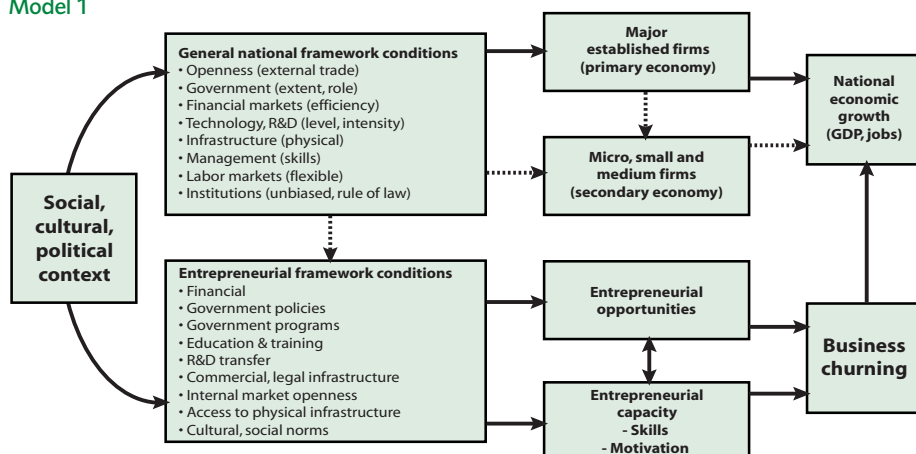 Model 1
General national framework conditions
• Openness (external trade)
• Government (extent, role)
• Financial markets (efficiency)
• Technology, R&D (level, intensity)
• Infrastructure (physical)
• Management (skills)
• Labor markets (flexible)
• Institutions (unbiased, rule of law)
Major
established firms
(primary economy)
National
economic
growth
(GDP, jobs)
Micro, small and
medium firms
(secondary economy)
Social,
cultural,
political
context
Entrepreneurial framework conditions
• Financial
• Government policies
• Government programs
• Education & training
• R&D transfer
• Commercial, legal infrastructure
• Internal market openness
• Access to physical infrastructure
• Cultural, social norms
Entrepreneurial
opportunities
Entrepreneurial
capacity
- Skills
- Motivation
Business
churning